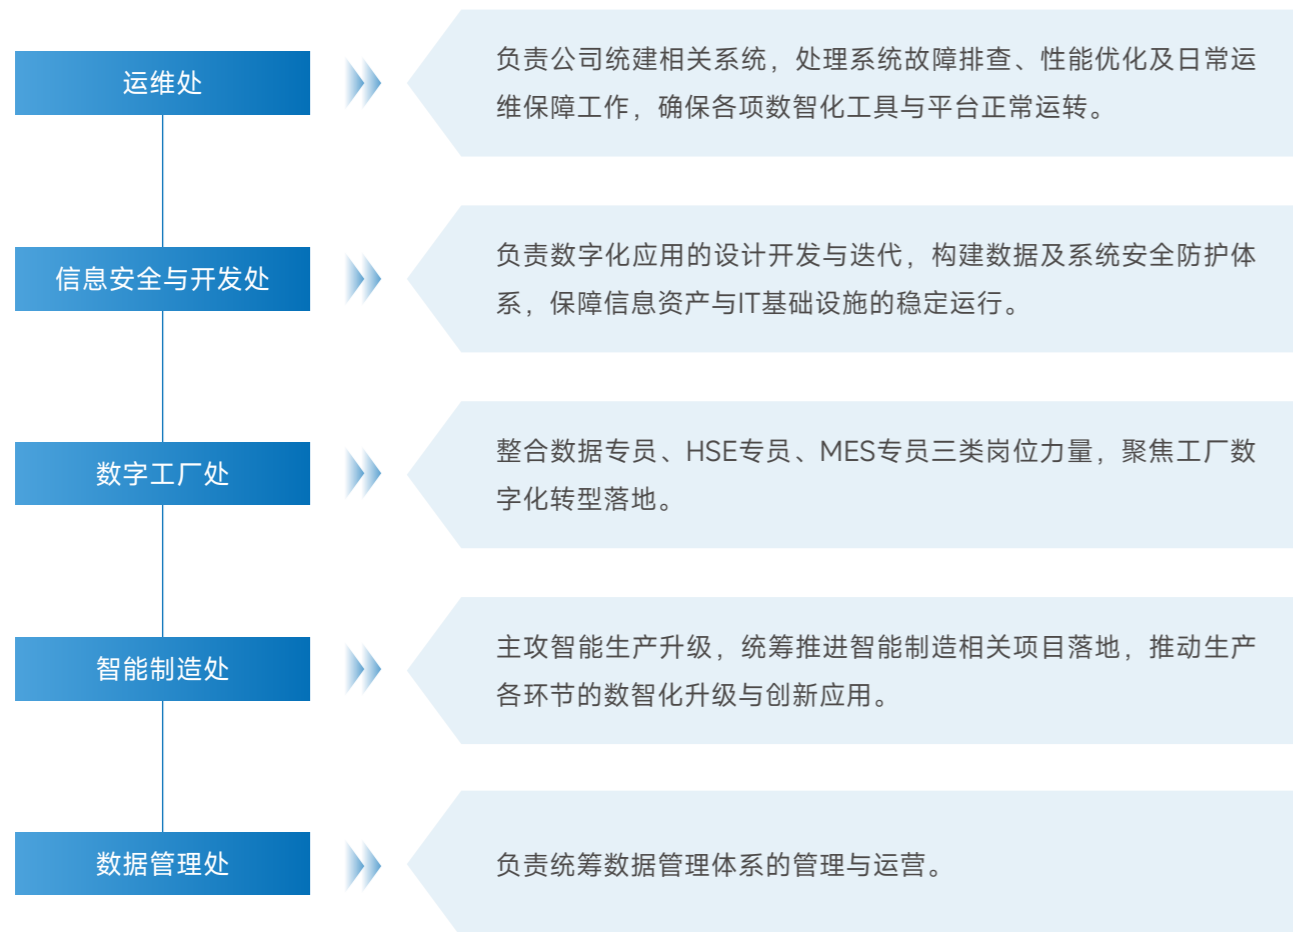 运维处
负责公司统建相关系统，处理系统故障排查、性能优化及日常运
维保障工作，确保各项数智化工具与平台正常运转。
信息安全与开发处
负责数字化应用的设计开发与迭代，构建数据及系统安全防护体
系，保障信息资产与IT基础设施的稳定运行。
数字工厂处
整合数据专员、HSE专员、MES专员三类岗位力量，聚焦工厂数
字化转型落地。
智能制造处
主攻智能生产升级，统筹推进智能制造相关项目落地，推动生产
各环节的数智化升级与创新应用。
数据管理处
负责统筹数据管理体系的管理与运营。